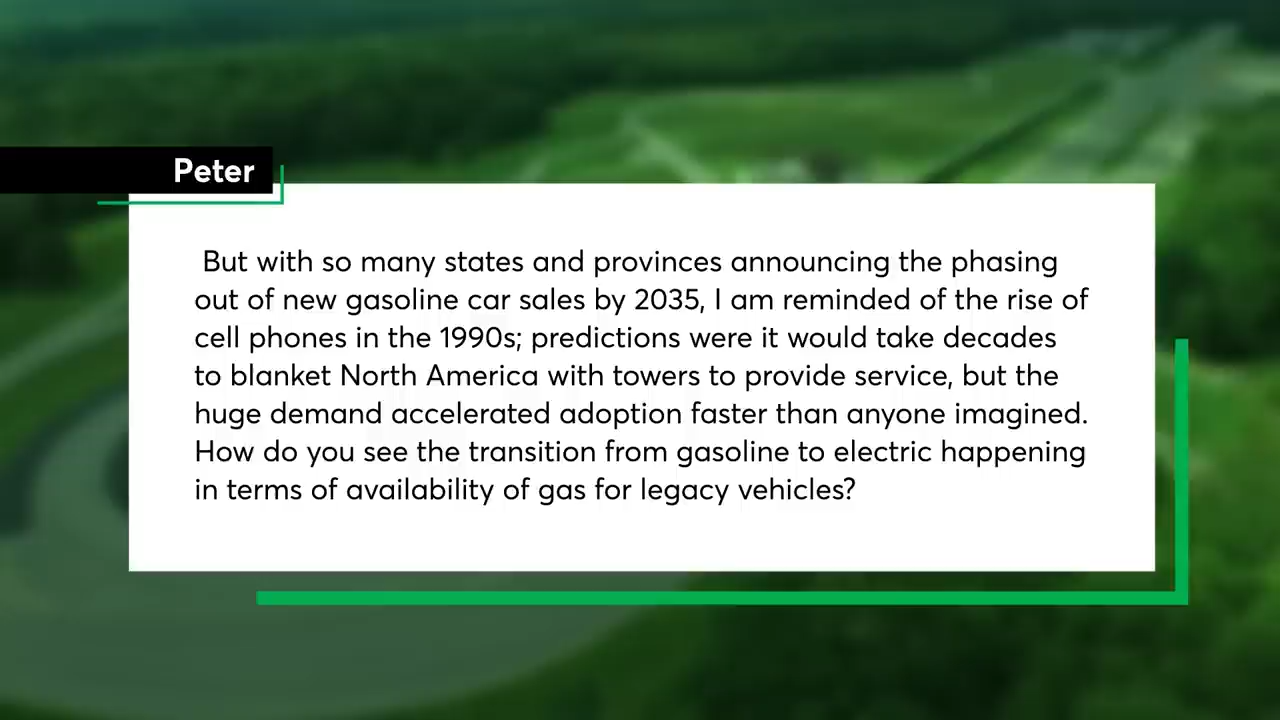 Peter
But with so many states and provinces announcing the phasing
out of new gasoline car sales by 2035, I am reminded of the rise of
cell phones in the 1990s; predictions were it would take decades
to blanket North America with towers to provide service, but the
huge demand accelerated adoption faster than anyone imagined.
How do you see the transition from gasoline to electric happening
in terms of availability of gas for legacy vehicles?